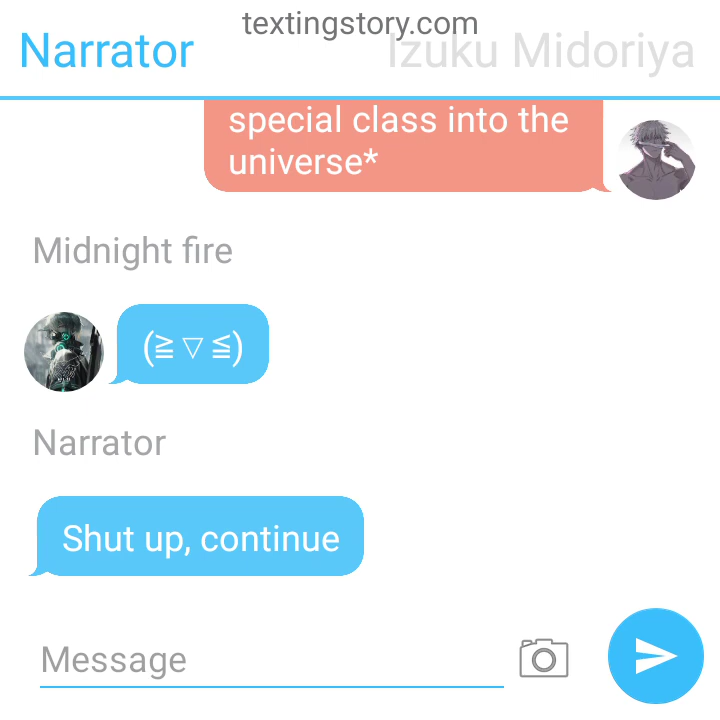 textingstory.com
Narrator
Izuku Midoriya
special class into the
universe*
Midnight fire
(≧ ▽ ≦)
Narrator
Shut up, continue
Message